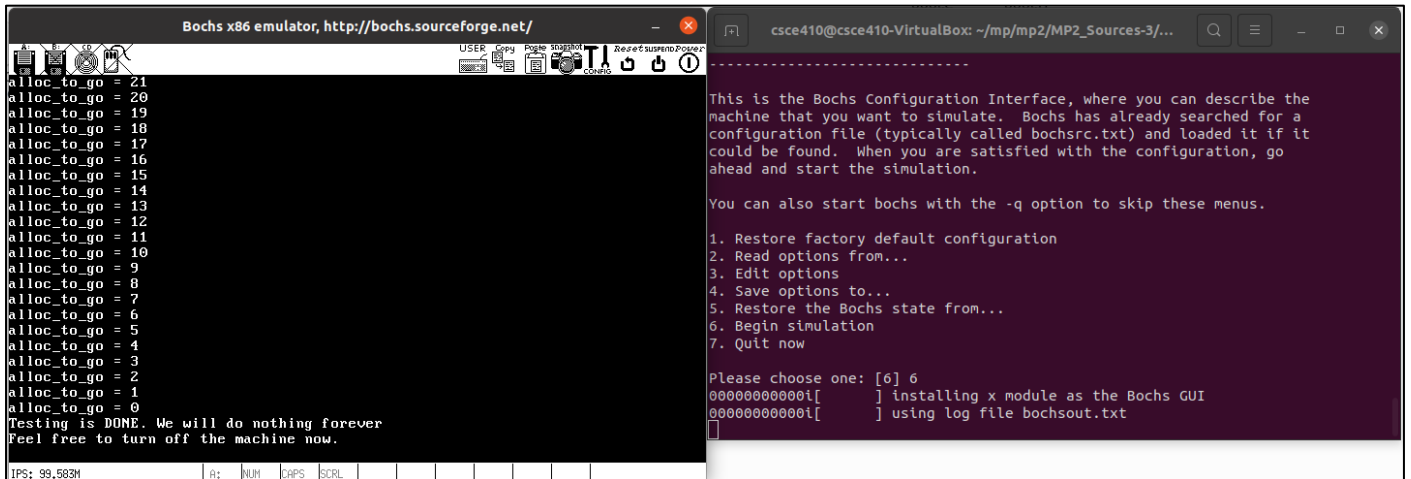 Bochs x86 emulator, http://bochs.sourceforge.net/
A: B: CD
USER Copy Paste snapshot CONFIG Reset SUSPEND Power
alloc_to_go = 21
alloc_to_go = 20
alloc_to_go = 19
alloc_to_go = 18
alloc_to_go = 17
alloc_to_go = 16
alloc_to_go = 15
alloc_to_go = 14
alloc_to_go = 13
alloc_to_go = 12
alloc_to_go = 11
alloc_to_go = 10
alloc_to_go = 9
alloc_to_go = 8
alloc_to_go = 7
alloc_to_go = 6
alloc_to_go = 5
alloc_to_go = 4
alloc_to_go = 3
alloc_to_go = 2
alloc_to_go = 1
alloc_to_go = 0
Testing is DONE. We will do nothing forever
Feel free to turn off the machine now.
IPS: 99.583M A: NUM CAPS SCRL
csce410@csce410-VirtualBox: ~/mp/mp2/MP2_Sources-3/...
------------------------------
This is the Bochs Configuration Interface, where you can describe the
machine that you want to simulate. Bochs has already searched for a
configuration file (typically called bochsrc.txt) and loaded it if it
could be found. When you are satisfied with the configuration, go
ahead and start the simulation.
You can also start bochs with the -q option to skip these menus.
1. Restore factory default configuration
2. Read options from...
3. Edit options
4. Save options to...
5. Restore the Bochs state from...
6. Begin simulation
7. Quit now
Please choose one: [6] 6
00000000000i[      ] installing x module as the Bochs GUI
00000000000i[      ] using log file bochsout.txt